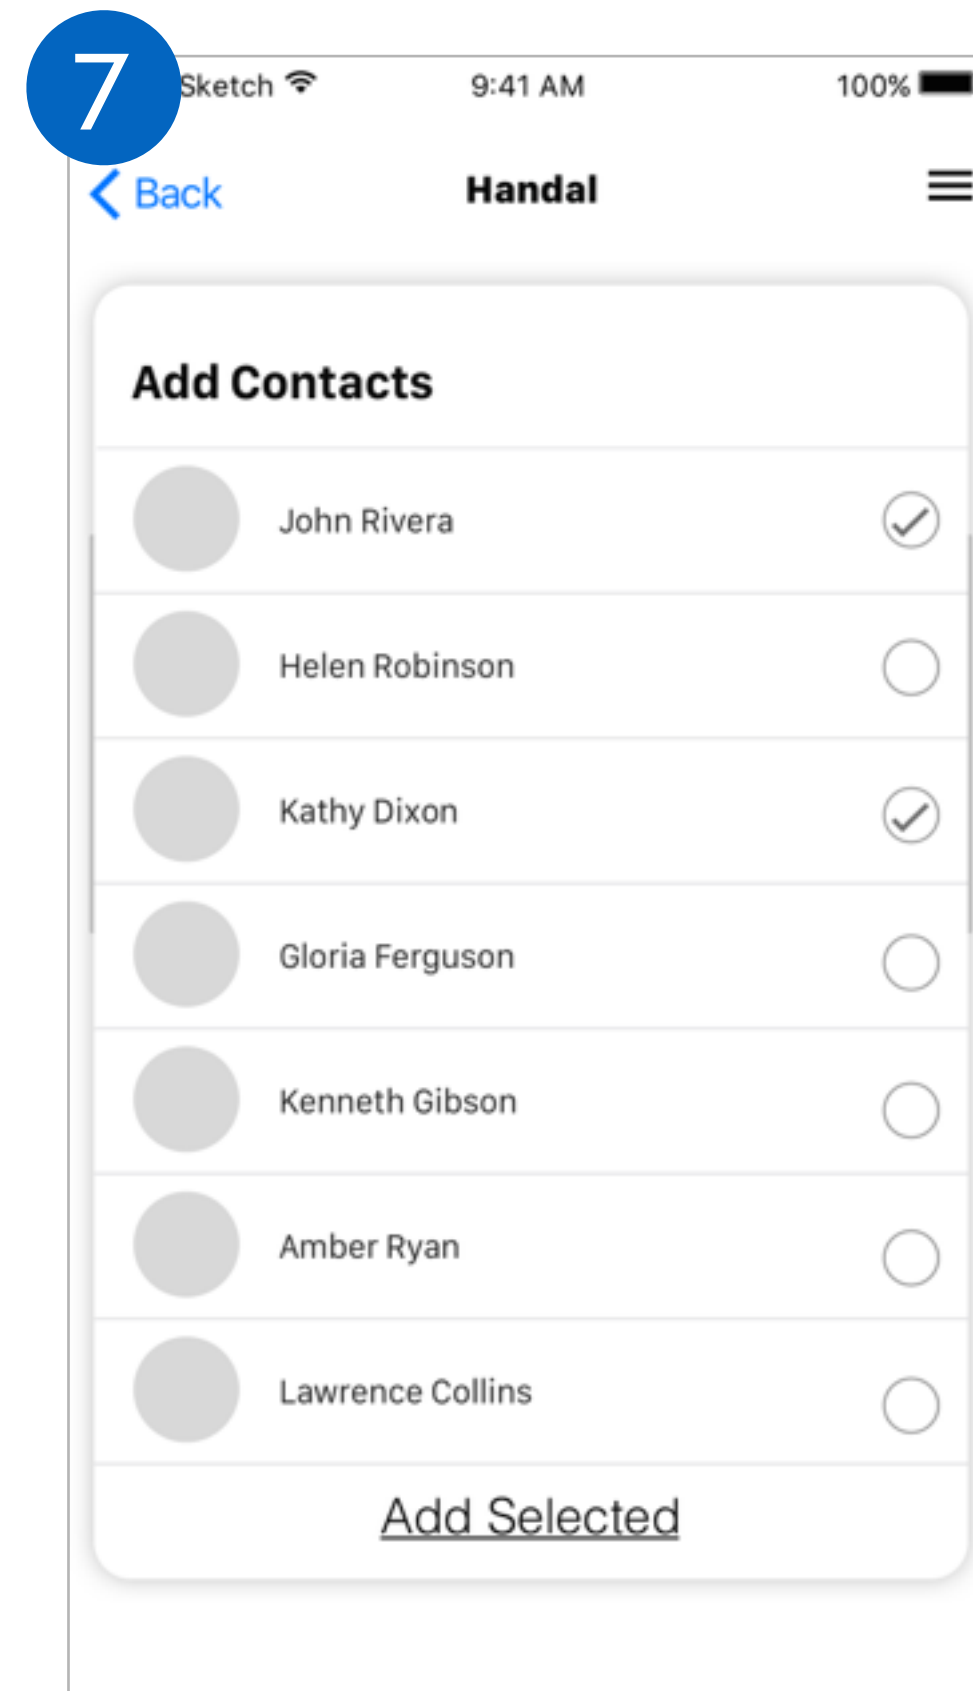 7
Sketch 9:41 AM 100%
Back Handal
Add Contacts
John Rivera
Helen Robinson
Kathy Dixon
Gloria Ferguson
Kenneth Gibson
Amber Ryan
Lawrence Collins
Add Selected